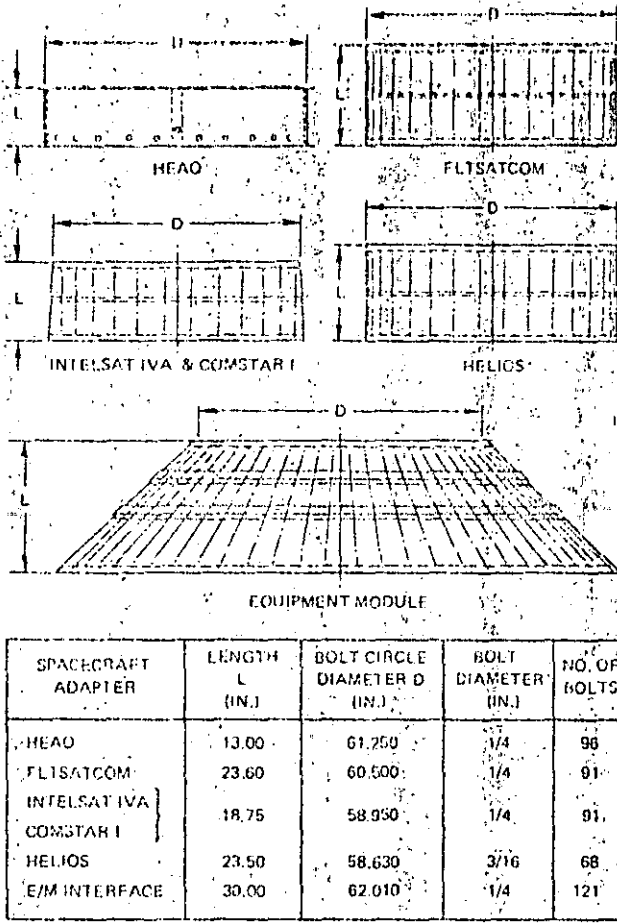 D D
L L
HEAO FLTSATCOM
D D
L L
INTELSAT IVA & COMSTAR I HELIOS
D
L
EQUIPMENT MODULE
SPACECRAFT ADAPTER LENGTH L (IN.) BOLT CIRCLE DIAMETER D (IN.) BOLT DIAMETER (IN.) NO. OF BOLTS
HEAO 13.00 61.250 1/4 96
FLTSATCOM 23.60 60.500 1/4 91
INTELSAT IVA
COMSTAR I 18.75 58.950 1/4 91
HELIOS 23.50 58.630 3/16 68
E/M INTERFACE 30.00 62.010 1/4 121